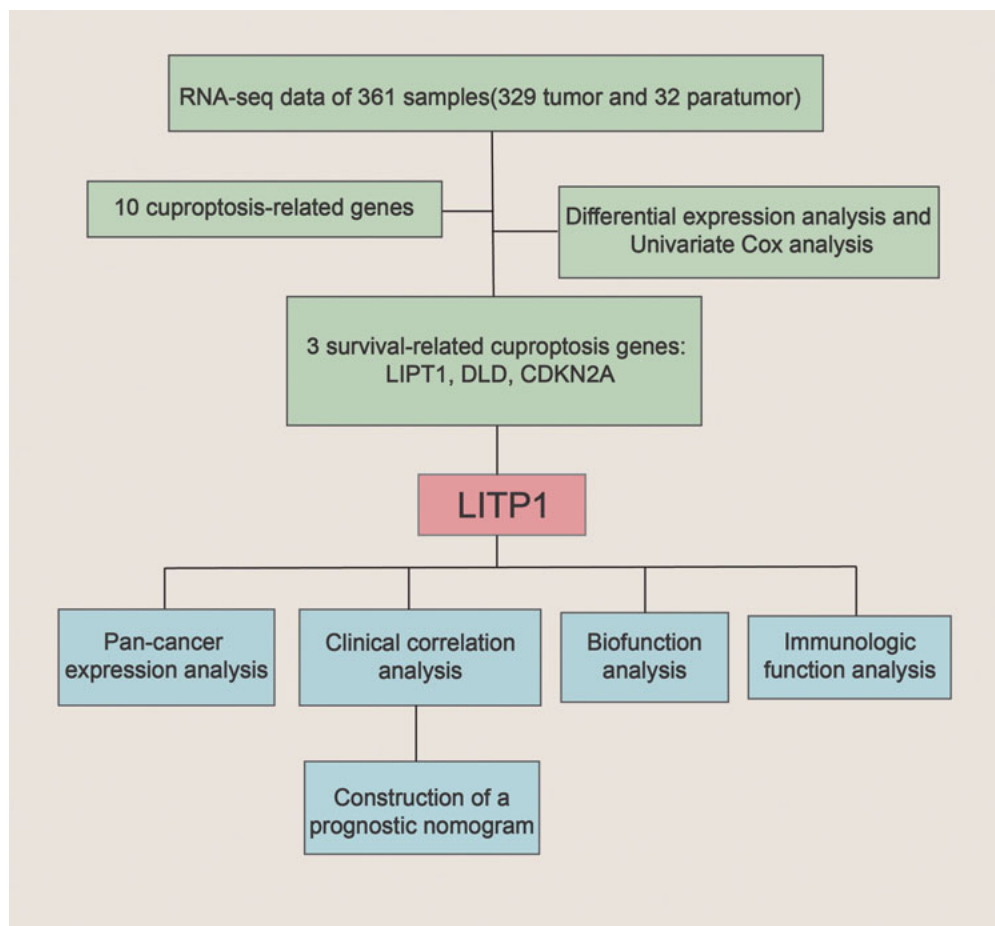 RNA-seq data of 361 samples(329 tumor and 32 paratumor)
10 cuproptosis-related genes
Differential expression analysis and
Univariate Cox analysis
3 survival-related cuproptosis genes:
LIPT1, DLD, CDKN2A
LITP1
Pan-cancer
expression analysis
Clinical correlation
analysis
Biofunction
analysis
Immunologic
function analysis
Construction of a
prognostic nomogram